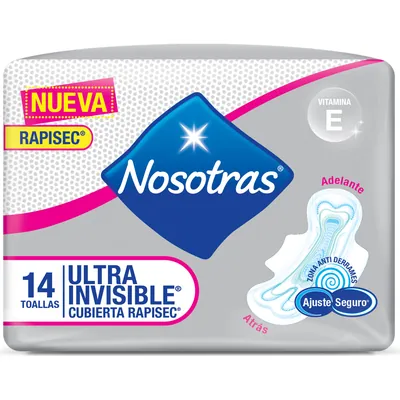 NUEVA
RAPISEC®
VITAMINA
E
Nosotras®
Adelante
ZONA ANTI DERRAMES
Ajuste Seguro®
Atrás
14
TOALLAS
ULTRA
INVISIBLE®
CUBIERTA RAPISEC®